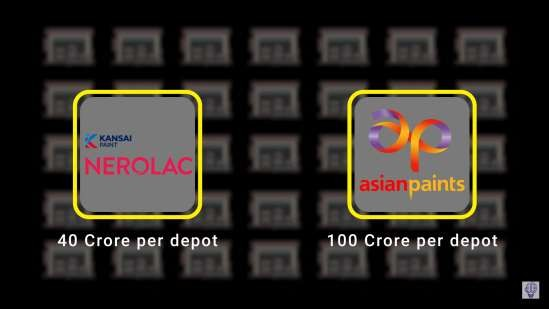 KANSAI
PAINT
NEROLAC
asianpaints
40 Crore per depot
100 Crore per depot